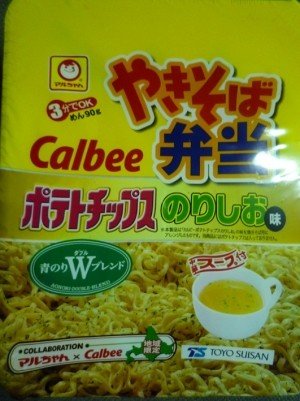 マルちゃん
3分でOK
めん90g
やきそば
弁当
Calbee
ポテトチップス
のりしお味
青のりWブレンド
ダブル
AONORI DOUBLE-BLEND
スープ付
COLLABORATION
マルちゃん × Calbee
地域限定
TS TOYO SUISAN